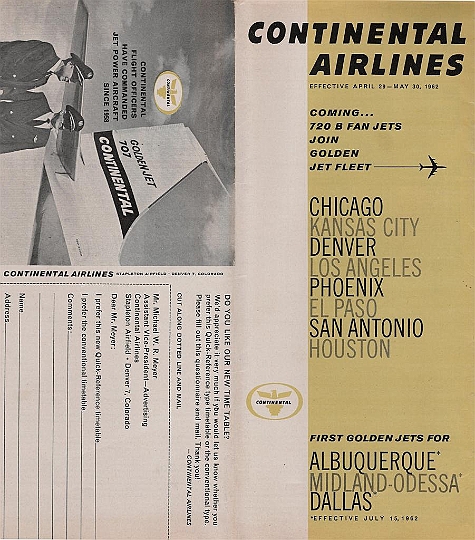 CONTINENTAL
AIRLINES
EFFECTIVE APRIL 29—MAY 30, 1962
COMING...
720 B FAN JETS
JOIN
GOLDEN
JET FLEET
CHICAGO
KANSAS CITY
DENVER
LOS ANGELES
PHOENIX
EL PASO
SAN ANTONIO
HOUSTON
CONTINENTAL
FIRST GOLDEN JETS FOR
ALBUQUERQUE*
MIDLAND-ODESSA*
DALLAS*
*EFFECTIVE JULY 15, 1962
CONTINENTAL
CONTINENTAL
FLIGHT OFFICERS
HAVE COMMANDED
JET POWER AIRCRAFT
SINCE 1958
GOLDEN JET
707
CONTINENTAL
CONTINENTAL AIRLINES STAPLETON AIRFIELD · DENVER 7, COLORADO
DO YOU LIKE OUR NEW TIME TABLE?
We'd appreciate it very much if you would let us know whether you
prefer this Quick-Reference type timetable or the conventional type.
Please fill out this questionnaire and mail. Thank you!
—CONTINENTAL AIRLINES
CUT ALONG DOTTED LINE AND MAIL
Mr. Michael W. R. Meyer
Assistant Vice-President—Advertising
Continental Airlines
Stapleton Airfield · Denver 7, Colorado
Dear Mr. Meyer:
I prefer this new Quick-Reference timetable
I prefer the conventional timetable
Comments
Name
Address